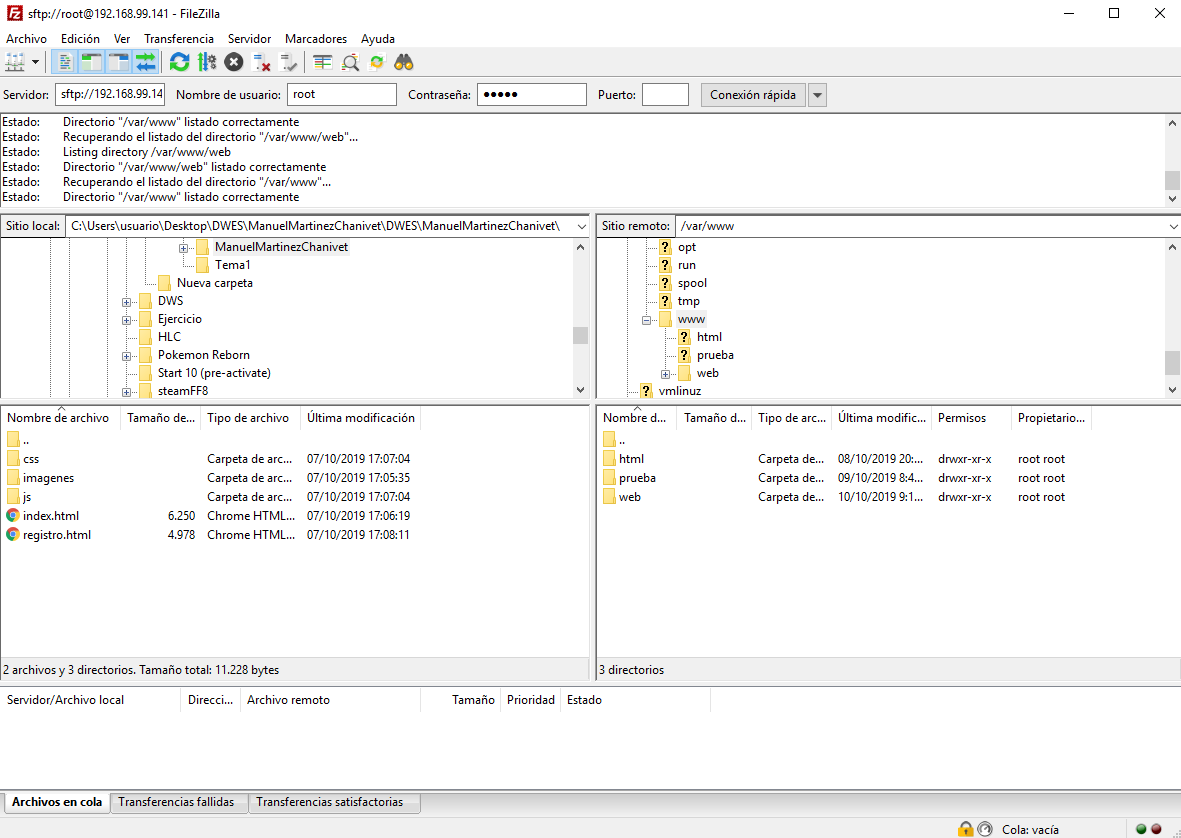 sftp://root@192.168.99.141 - FileZilla
Archivo Edición Ver Transferencia Servidor Marcadores Ayuda
Servidor: sftp://192.168.99.14 Nombre de usuario: root Contraseña: ●●●●● Puerto: Conexión rápida
Estado: Directorio "/var/www" listado correctamente
Estado: Recuperando el listado del directorio "/var/www/web"...
Estado: Listing directory /var/www/web
Estado: Directorio "/var/www/web" listado correctamente
Estado: Recuperando el listado del directorio "/var/www"...
Estado: Directorio "/var/www" listado correctamente
Sitio local: C:\Users\usuario\Desktop\DWES\ManuelMartinezChanivet\DWES\ManuelMartinezChanivet\
ManuelMartinezChanivet
Tema1
Nueva carpeta
DWS
Ejercicio
HLC
Pokemon Reborn
Start 10 (pre-activate)
steamFF8
Sitio remoto: /var/www
opt
run
spool
tmp
www
html
prueba
web
vmlinuz
Nombre de archivo Tamaño de... Tipo de archivo Última modificación
..
css Carpeta de arc... 07/10/2019 17:07:04
imagenes Carpeta de arc... 07/10/2019 17:05:35
js Carpeta de arc... 07/10/2019 17:07:04
index.html 6.250 Chrome HTML... 07/10/2019 17:06:19
registro.html 4.978 Chrome HTML... 07/10/2019 17:08:11
2 archivos y 3 directorios. Tamaño total: 11.228 bytes
Nombre d... Tamaño d... Tipo de arc... Última modific... Permisos Propietario...
..
html Carpeta de... 08/10/2019 20:... drwxr-xr-x root root
prueba Carpeta de... 09/10/2019 8:4... drwxr-xr-x root root
web Carpeta de... 10/10/2019 9:1... drwxr-xr-x root root
3 directorios
Servidor/Archivo local Direcci... Archivo remoto Tamaño Prioridad Estado
Archivos en cola Transferencias fallidas Transferencias satisfactorias
Cola: vacía